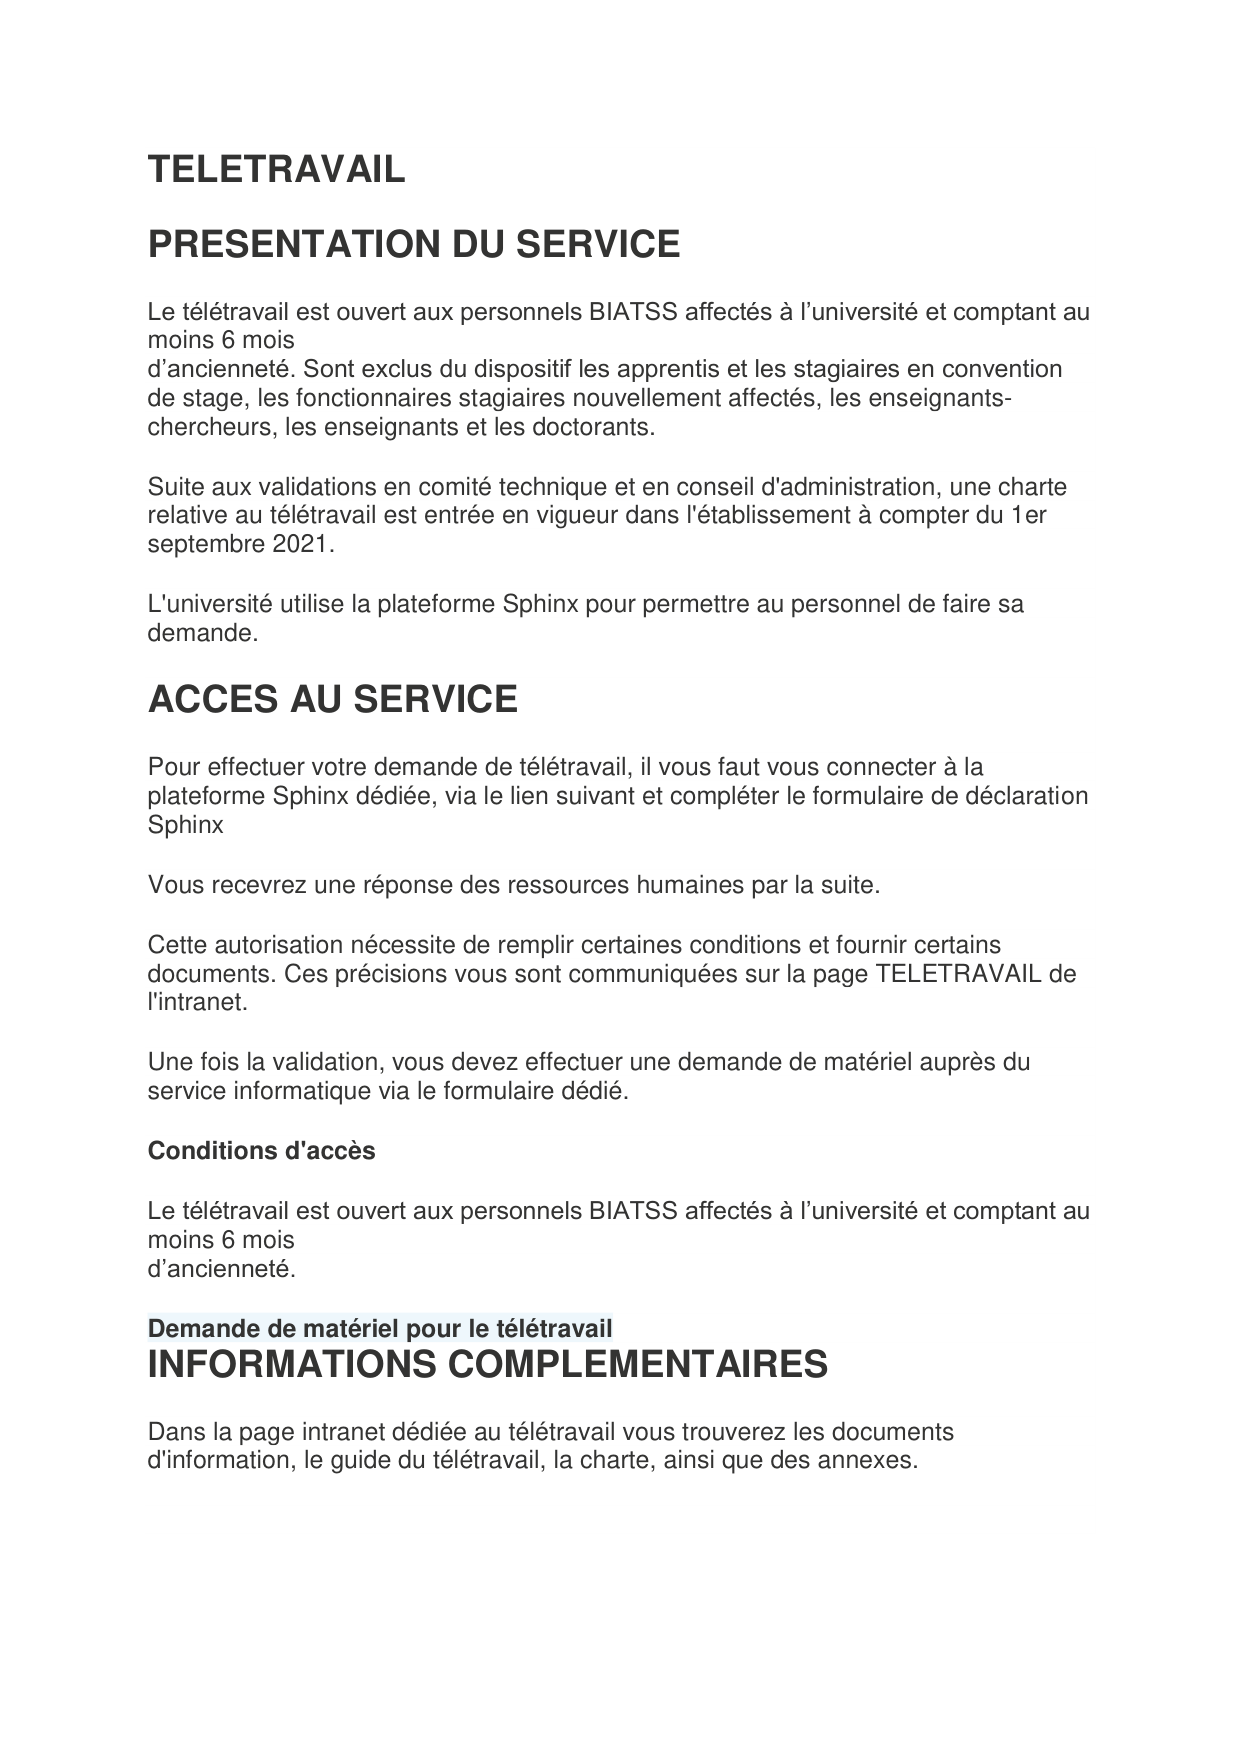 TELETRAVAIL
PRESENTATION DU SERVICE
Le télétravail est ouvert aux personnels BIATSS affectés à l’université et comptant au
moins 6 mois
d’ancienneté. Sont exclus du dispositif les apprentis et les stagiaires en convention
de stage, les fonctionnaires stagiaires nouvellement affectés, les enseignants-
chercheurs, les enseignants et les doctorants.
Suite aux validations en comité technique et en conseil d'administration, une charte
relative au télétravail est entrée en vigueur dans l'établissement à compter du 1er
septembre 2021.
L'université utilise la plateforme Sphinx pour permettre au personnel de faire sa
demande.
ACCES AU SERVICE
Pour effectuer votre demande de télétravail, il vous faut vous connecter à la
plateforme Sphinx dédiée, via le lien suivant et compléter le formulaire de déclaration
Sphinx
Vous recevrez une réponse des ressources humaines par la suite.
Cette autorisation nécessite de remplir certaines conditions et fournir certains
documents. Ces précisions vous sont communiquées sur la page TELETRAVAIL de
l'intranet.
Une fois la validation, vous devez effectuer une demande de matériel auprès du
service informatique via le formulaire dédié.
Conditions d'accès
Le télétravail est ouvert aux personnels BIATSS affectés à l’université et comptant au
moins 6 mois
d’ancienneté.
Demande de matériel pour le télétravail
INFORMATIONS COMPLEMENTAIRES
Dans la page intranet dédiée au télétravail vous trouverez les documents
d'information, le guide du télétravail, la charte, ainsi que des annexes.